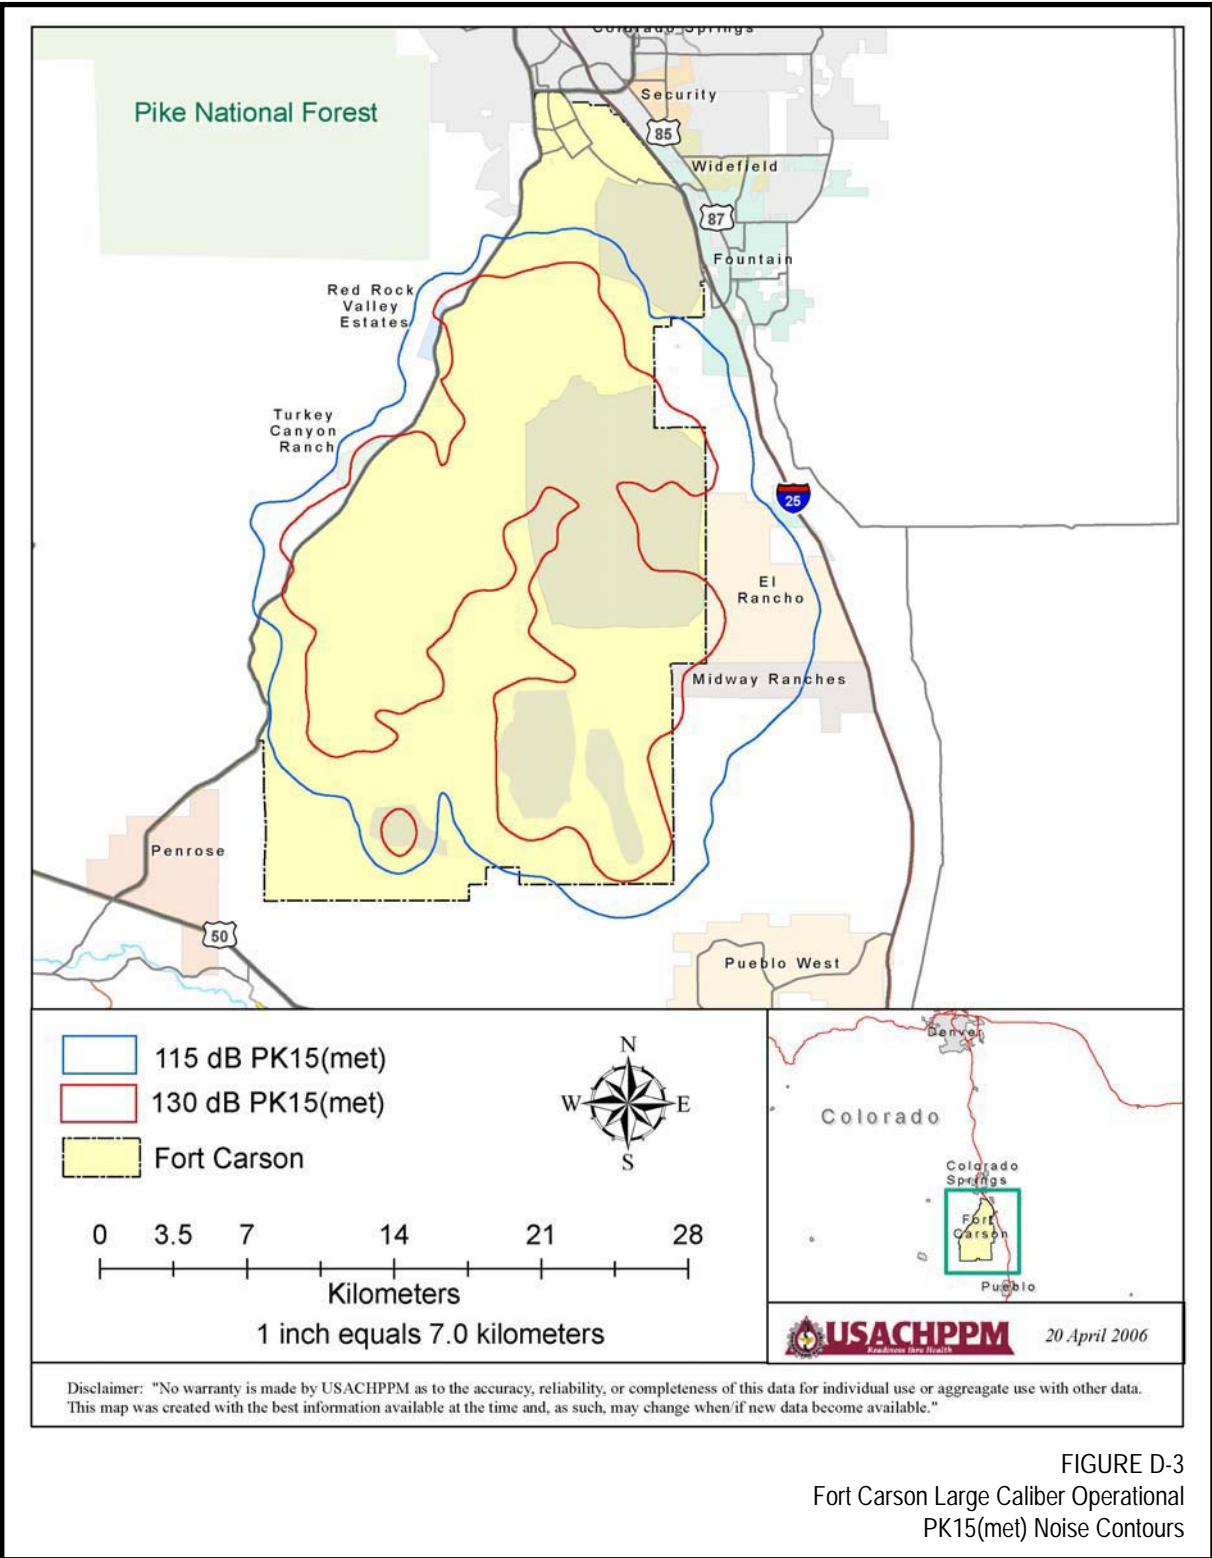 Colorado Springs
Pike National Forest
Security
85
Widefield
87
Fountain
Red Rock
Valley
Estates
Turkey
Canyon
Ranch
25
El
Rancho
Midway Ranches
Penrose
50
Pueblo West
115 dB PK15(met)
130 dB PK15(met)
Fort Carson
N
W E
S
0 3.5 7 14 21 28
Kilometers
1 inch equals 7.0 kilometers
Denver
Colorado
Colorado
Springs
Fort
Carson
Pueblo
USACHPPM
Readiness thru Health
20 April 2006
Disclaimer: "No warranty is made by USACHPPM as to the accuracy, reliability, or completeness of this data for individual use or aggreagate use with other data.
This map was created with the best information available at the time and, as such, may change when/if new data become available."
FIGURE D-3
Fort Carson Large Caliber Operational
PK15(met) Noise Contours